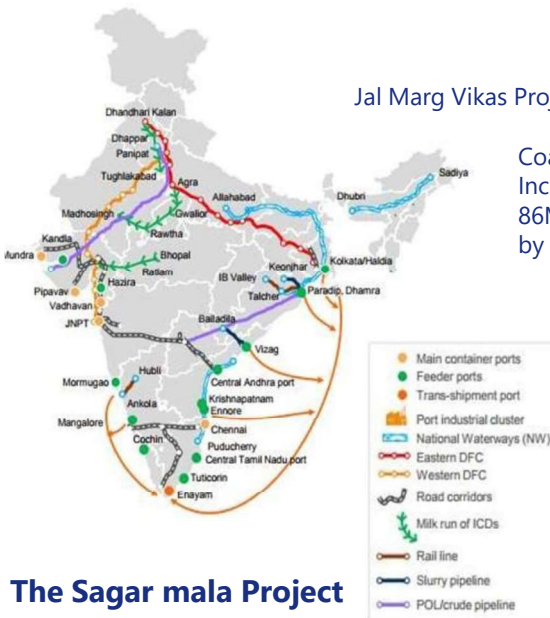 Jal Marg Vikas Proj
Coa
Inc
86M
by
Dhandhari Kalan
Dhappar
Panipat
Tughlakabad
Agra
Allahabad
Dhubri
Sadiya
Madhosingh
Gwalior
Rawtha
Kandla
Mundra
Bhopal
Ratlam
Keonjhar
Kolkata/Haldia
IB Valley
Pipavav
Hazira
Talcher
Paradip, Dhamra
Vadhavan
JNPT
Bailadila
Vizag
Hubli
Central Andhra port
Mormugao
Krishnapatnam
Ankola
Ennore
Mangalore
Chennai
Cochin
Puducherry
Central Tamil Nadu port
Tuticorin
Enayam
Main container ports
Feeder ports
Trans-shipment port
Port industrial cluster
National Waterways (NW)
Eastern DFC
Western DFC
Road corridors
Milk run of ICDs
Rail line
Slurry pipeline
POL/crude pipeline
The Sagar mala Project